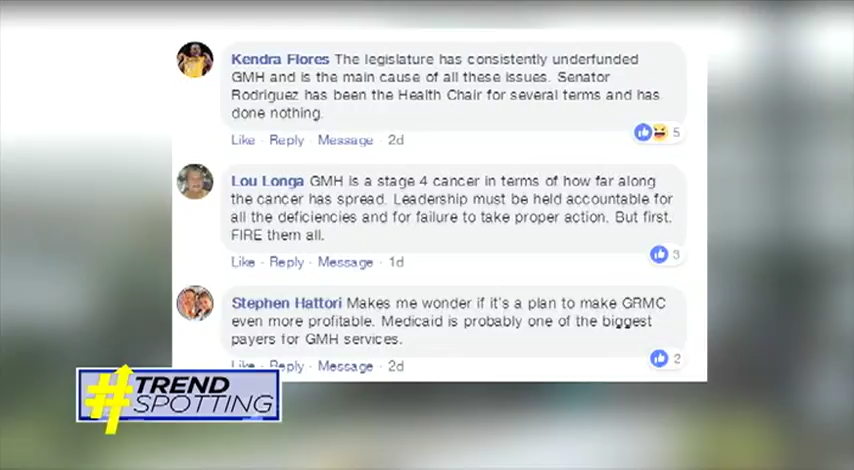 Kendra Flores The legislature has consistently underfunded
GMH and is the main cause of all these issues. Senator
Rodriguez has been the Health Chair for several terms and has
done nothing.
Like · Reply · Message · 2d
5
Lou Longa GMH is a stage 4 cancer in terms of how far along
the cancer has spread. Leadership must be held accountable for
all the deficiencies and for failure to take proper action. But first.
FIRE them all.
Like · Reply · Message · 1d
3
Stephen Hattori Makes me wonder if it's a plan to make GRMC
even more profitable. Medicaid is probably one of the biggest
payers for GMH services.
Like · Reply · Message · 2d
2
#TREND
SPOTTING